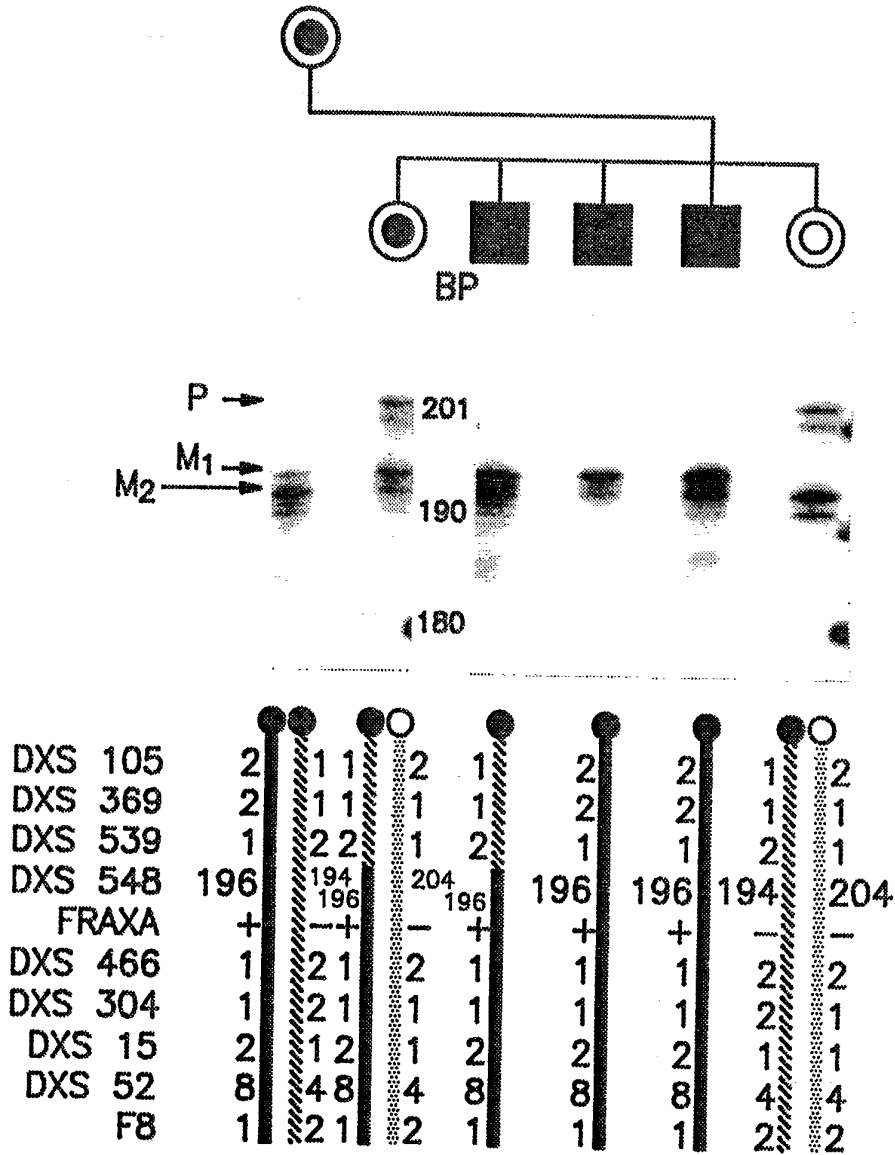 BP
P → 201
M1 →
M2 → 190
180
DXS 105 2 1 1 2 1 2 2 1 2
DXS 369 2 1 1 1 1 2 2 1 1
DXS 539 1 2 2 1 2 1 1 2 1
DXS 548 196 194 196 204 196 196 196 194 204
FRAXA + - + - + + + - -
DXS 466 1 2 1 2 1 1 1 2 2
DXS 304 1 2 1 1 1 1 1 2 1
DXS 15 2 1 2 1 2 2 2 1 1
DXS 52 8 4 8 4 8 8 8 4 4
F8 1 2 1 2 1 1 1 2 2